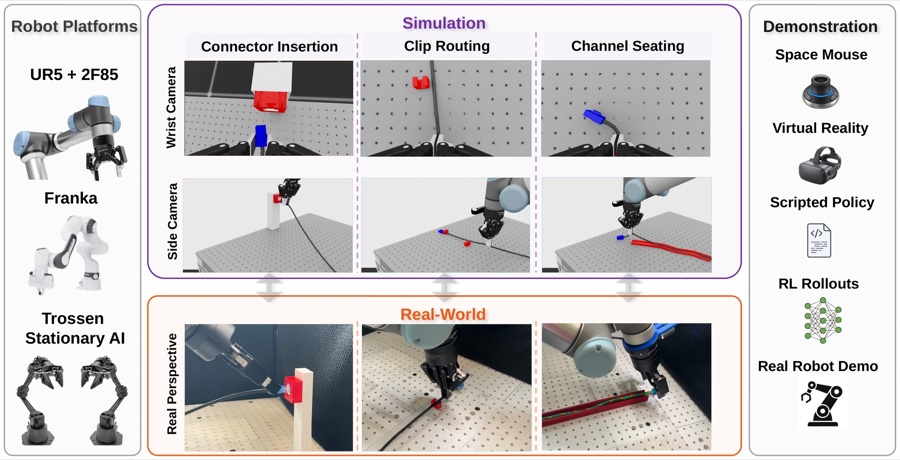 Robot Platforms
UR5 + 2F85
Franka
Trossen
Stationary AI
Simulation
Connector Insertion
Clip Routing
Channel Seating
Wrist Camera
Side Camera
Real-World
Real Perspective
Demonstration
Space Mouse
Virtual Reality
Scripted Policy
</>
RL Rollouts
Real Robot Demo